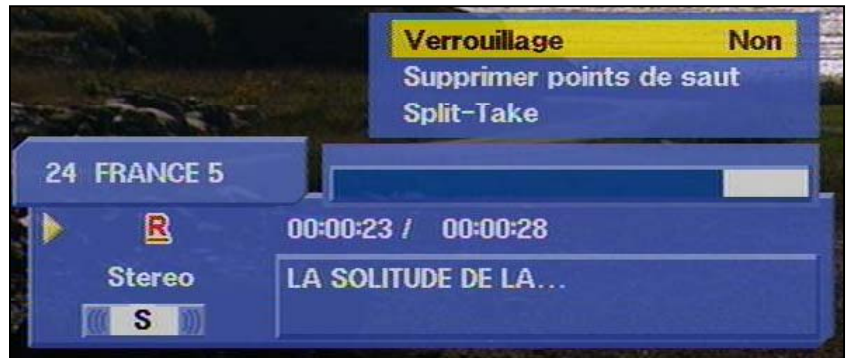 Verrouillage Non
Supprimer points de saut
Split-Take
24 FRANCE 5
R 00:00:23 / 00:00:28
Stereo LA SOLITUDE DE LA...
S